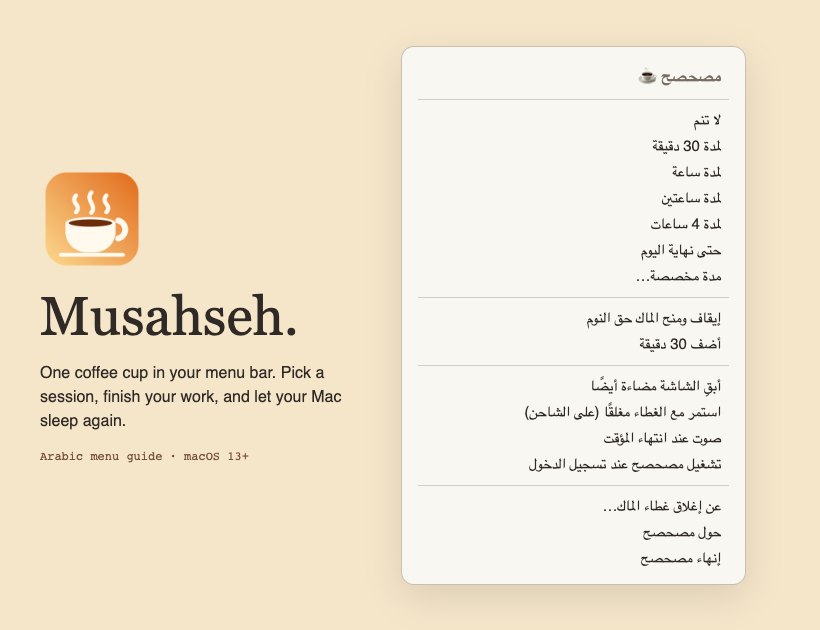 Musahseh.
One coffee cup in your menu bar. Pick a
session, finish your work, and let your Mac
sleep again.
Arabic menu guide · macOS 13+
مصحصح ☕
لا تنم
لمدة 30 دقيقة
لمدة ساعة
لمدة ساعتين
لمدة 4 ساعات
حتى نهاية اليوم
مدة مخصصة…
إيقاف ومنح الماك حق النوم
أضف 30 دقيقة
أبقِ الشاشة مضاءة أيضًا
استمر مع الغطاء مغلقًا (على الشاحن)
صوت عند انتهاء المؤقت
تشغيل مصحصح عند تسجيل الدخول
عن إغلاق غطاء الماك…
حول مصحصح
إنهاء مصحصح